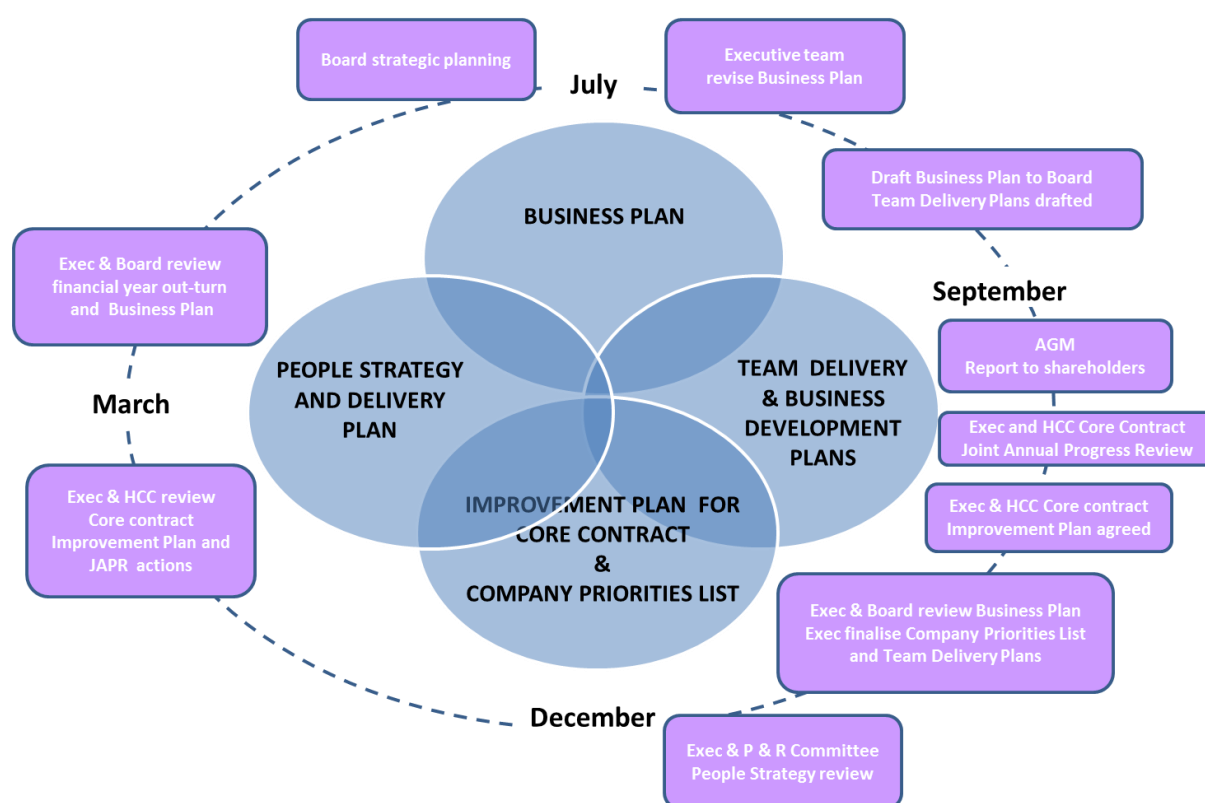 Board strategic planning
July
Executive team
revise Business Plan
Draft Business Plan to Board
Team Delivery Plans drafted
September
AGM
Report to shareholders
Exec and HCC Core Contract
Joint Annual Progress Review
Exec & HCC Core contract
Improvement Plan agreed
Exec & Board review Business Plan
Exec finalise Company Priorities List
and Team Delivery Plans
Exec & P & R Committee
People Strategy review
December
Exec & HCC review
Core contract
Improvement Plan and
JAPR actions
March
Exec & Board review
financial year out-turn
and Business Plan
BUSINESS PLAN
PEOPLE STRATEGY
AND DELIVERY
PLAN
TEAM DELIVERY
& BUSINESS
DEVELOPMENT
PLANS
IMPROVEMENT PLAN FOR
CORE CONTRACT
&
COMPANY PRIORITIES LIST